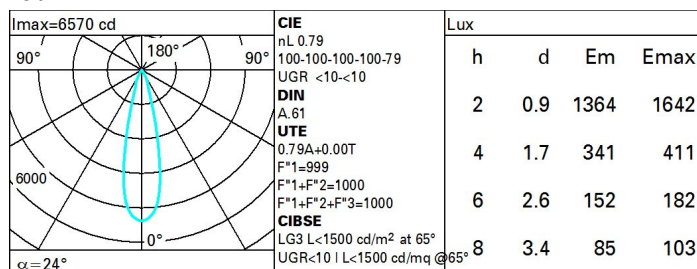 Imax=6570 cd
90°
180°
90°
6000
0°
α=24°
CIE
nL 0.79
100-100-100-100-79
UGR <10-<10
DIN
A.61
UTE
0.79A+0.00T
F"1=999
F"1+F"2=1000
F"1+F"2+F"3=1000
CIBSE
LG3 L<1500 cd/m² at 65°
UGR<10 | L<1500 cd/mq @65°
Lux
h d Em Emax
2 0.9 1364 1642
4 1.7 341 411
6 2.6 152 182
8 3.4 85 103